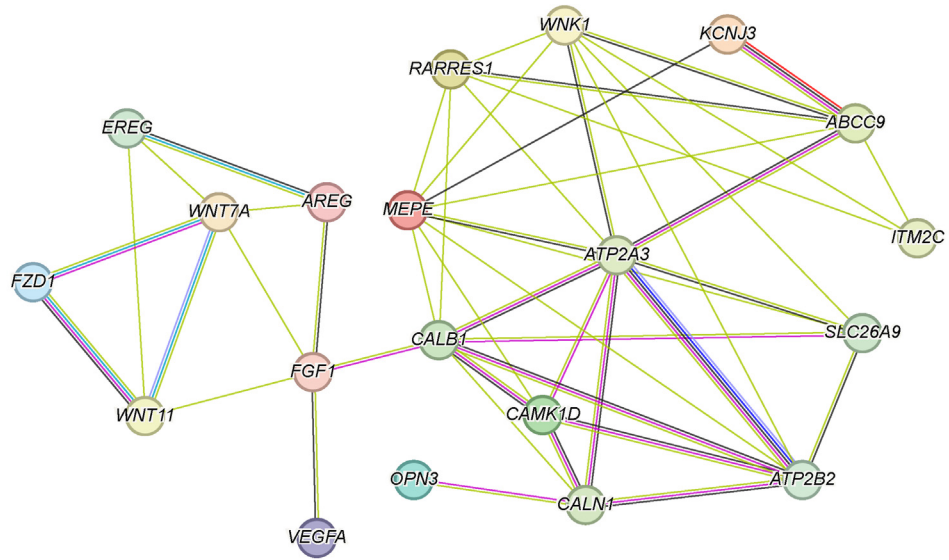 WNK1
KCNJ3
RARRES1
ABCC9
EREG
AREG
WNT7A
MEPE
ITM2C
ATP2A3
FZD1
SLC26A9
CALB1
FGF1
WNT11
CAMK1D
OPN3
ATP2B2
CALN1
VEGFA